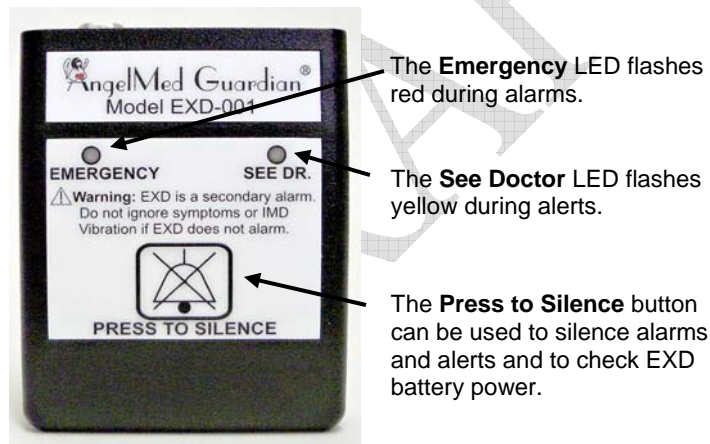 AngelMed Guardian®
Model EXD-001
EMERGENCY
SEE DR.
⚠Warning: EXD is a secondary alarm.
Do not ignore symptoms or IMD
Vibration if EXD does not alarm.
PRESS TO SILENCE
The Emergency LED flashes
red during alarms.
The See Doctor LED flashes
yellow during alerts.
The Press to Silence button
can be used to silence alarms
and alerts and to check EXD
battery power.